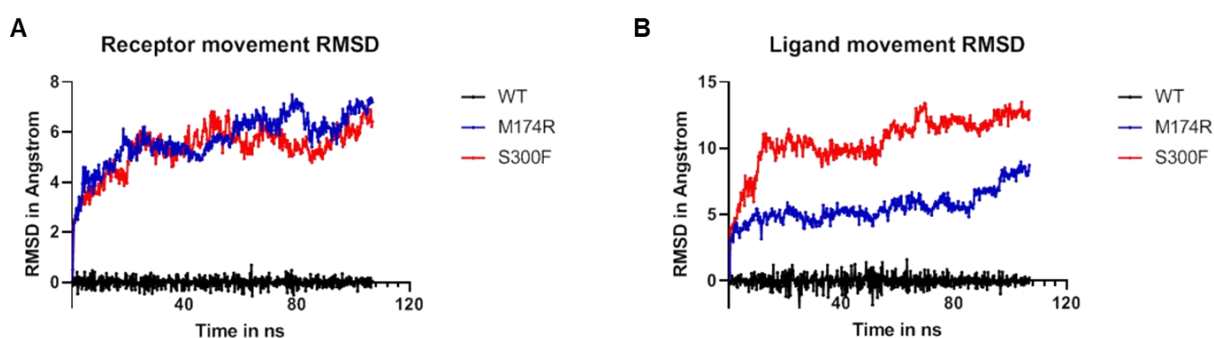 A
Receptor movement RMSD
RMSD in Angstrom
8
6
4
2
0
40
80
120
Time in ns
WT
M174R
S300F
B
Ligand movement RMSD
RMSD in Angstrom
15
10
5
0
40
80
120
Time in ns
WT
M174R
S300F